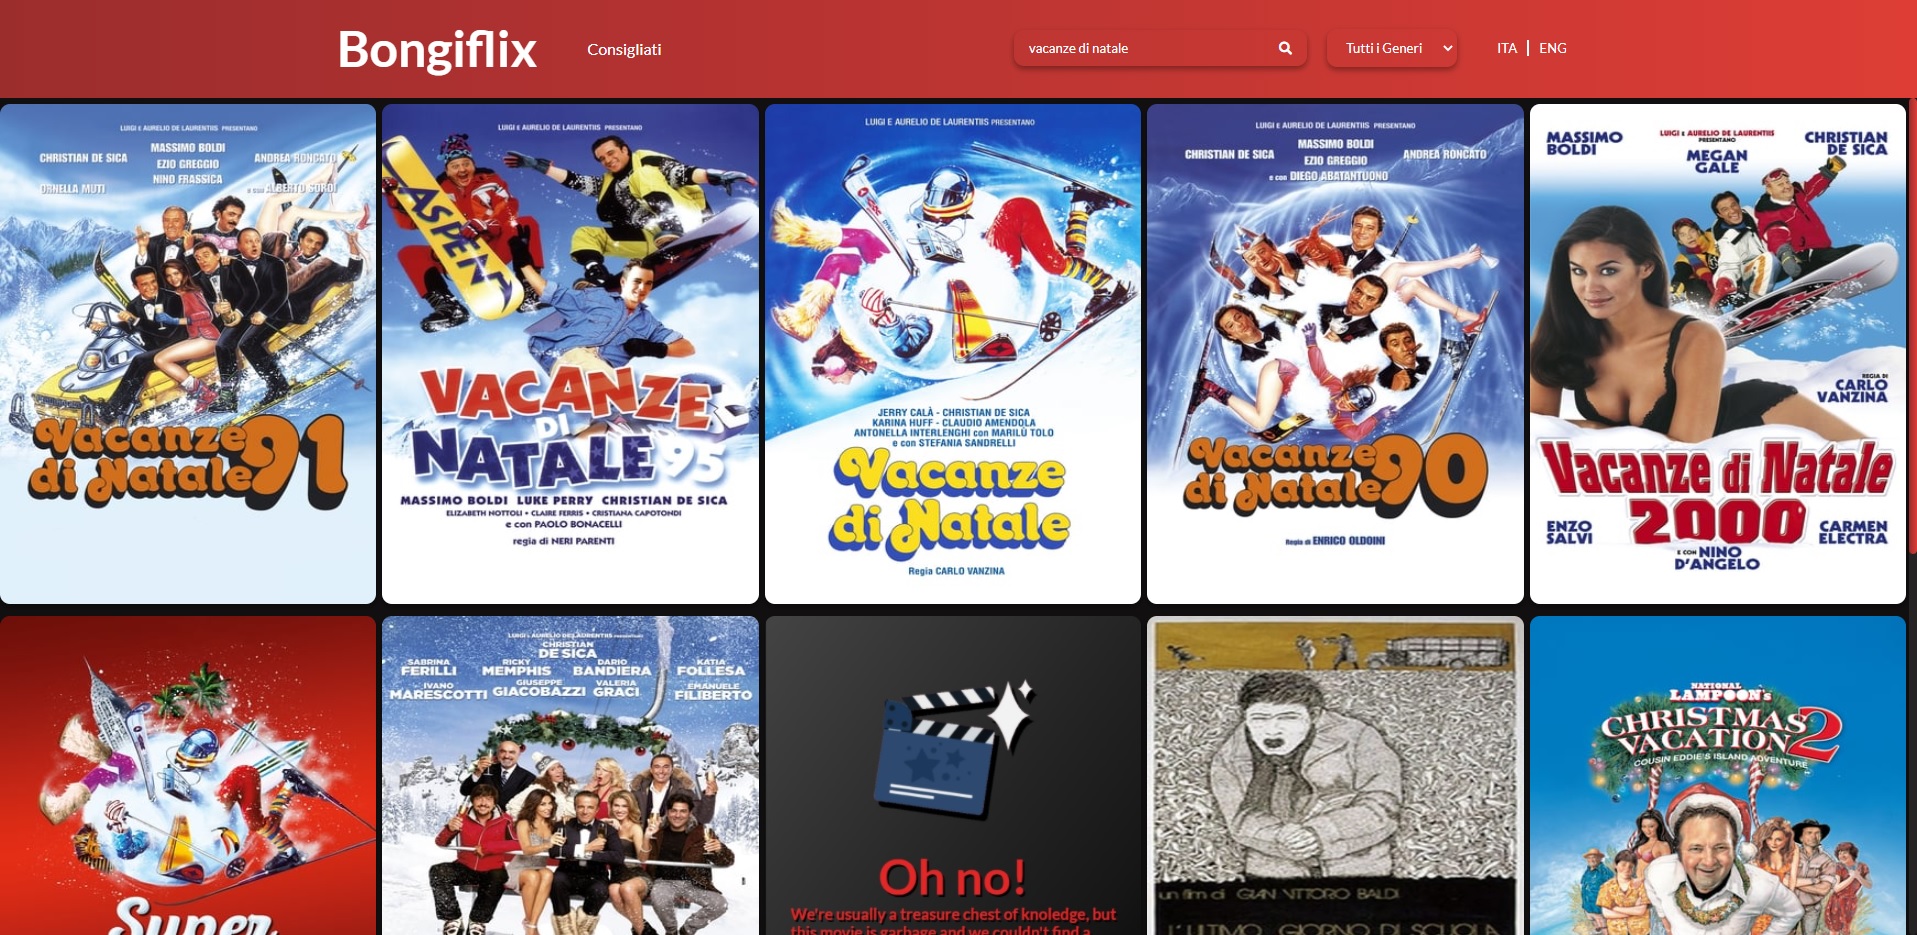 Bongiflix
Consigliati
vacanze di natale
Tutti i Generi
ITA | ENG
LUIGI E AURELIO DE LAURENTIIS PRESENTANO
CHRISTIAN DE SICA
MASSIMO BOLDI
EZIO GREGGIO
NINO FRASSICA
ANDREA RONCATO
ORNELLA MUTI
e con ALBERTO SORDI
Vacanze
di Natale 91
LUIGI E AURELIO DE LAURENTIIS PRESENTANO
ASPEN
VACANZE
DI
NATALE 95
MASSIMO BOLDI LUKE PERRY CHRISTIAN DE SICA
ELIZABETH NOTTOLI • CLAIRE FERRIS • CRISTIANA CAPOTONDI
e con PAOLO BONACELLI
regia di NERI PARENTI
LUIGI E AURELIO DE LAURENTIIS PRESENTANO
JERRY CALÀ - CHRISTIAN DE SICA
KARINA HUFF - CLAUDIO AMENDOLA
ANTONELLA INTERLENGHI con MARILÙ TOLO
e con STEFANIA SANDRELLI
Vacanze
di Natale
Regia CARLO VANZINA
LUIGI E AURELIO DE LAURENTIIS PRESENTANO
CHRISTIAN DE SICA
MASSIMO BOLDI
EZIO GREGGIO
ANDREA RONCATO
e con DIEGO ABATANTUONO
Vacanze
di Natale 90
Regia di ENRICO OLDOINI
MASSIMO
BOLDI
LUIGI E AURELIO DE LAURENTIIS
PRESENTANO
MEGAN
GALE
CHRISTIAN
DE SICA
REGIA DI
CARLO
VANZINA
Vacanze di Natale
2000
ENZO
SALVI
CARMEN
ELECTRA
E CON NINO
D'ANGELO
Super
LUIGI E AURELIO DE LAURENTIIS PRESENTANO
CHRISTIAN
DE SICA
SABRINA
FERILLI
RICKY
MEMPHIS
DARIO
BANDIERA
KATIA
FOLLESA
IVANO
MARESCOTTI
GIUSEPPE
GIACOBAZZI
VALERIA
GRACI
EMANUELE
FILIBERTO
Oh no!
We're usually a treasure chest of knoledge, but
this movie is garbage and we couldn't find a
un film di GIAN VITTORIO BALDI
L'ULTIMO GIORNO DI SCUOLA
NATIONAL
LAMPOON's
CHRISTMAS
VACATION 2
COUSIN EDDIE'S ISLAND ADVENTURE